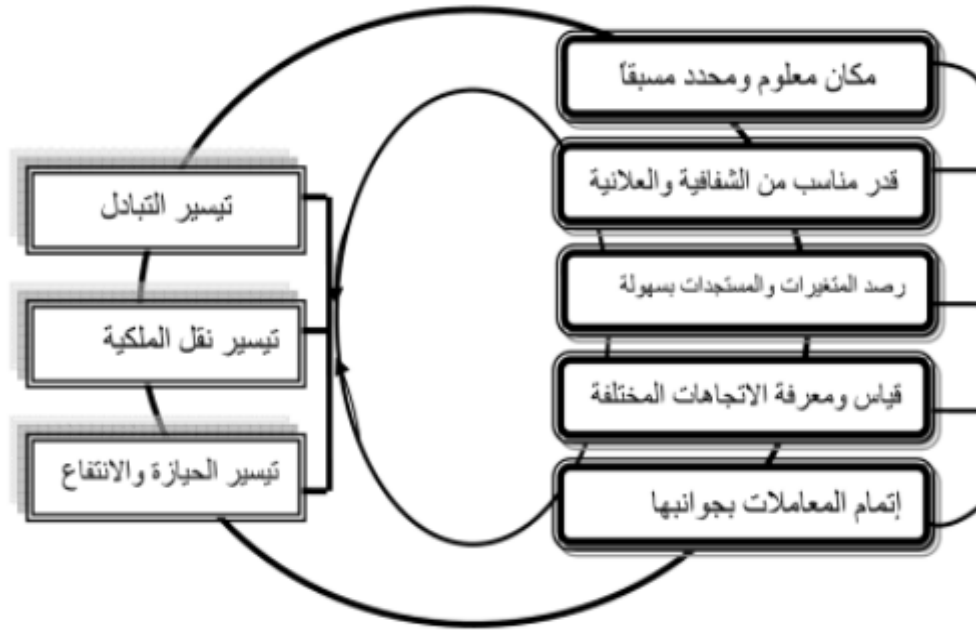 مكان معلوم ومحدد مسبقاً
قدر مناسب من الشفافية والعلانية
رصد المتغيرات والمستجدات بسهولة
قياس ومعرفة الاتجاهات المختلفة
إتمام المعاملات بجوانبها
تيسير التبادل
تيسير نقل الملكية
تيسير الحيازة والانتفاع